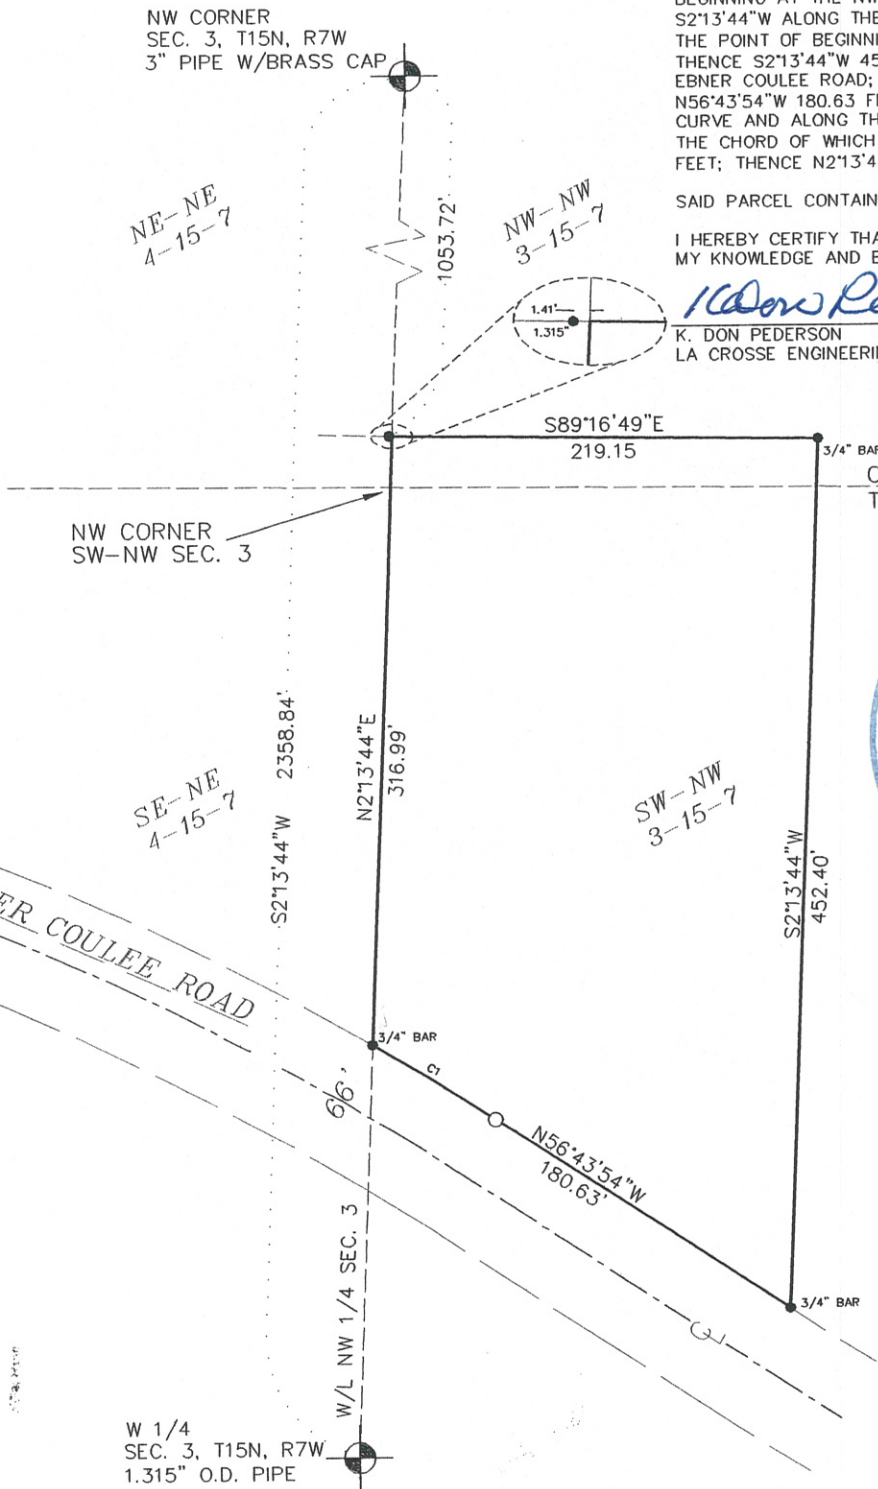 NW CORNER
SEC. 3, T15N, R7W
3" PIPE W/BRASS CAP
BEGINNING AT THE NW
S2°13'44"W ALONG THE
THE POINT OF BEGINNI
THENCE S2°13'44"W 45
EBNER COULEE ROAD;
N56°43'54"W 180.63 F
CURVE AND ALONG TH
THE CHORD OF WHICH
FEET; THENCE N2°13'4
SAID PARCEL CONTAIN
I HEREBY CERTIFY THA
MY KNOWLEDGE AND B
K. DON PEDERSON
LA CROSSE ENGINEERI
NE-NE
4-15-7
1053.72'
NW-NW
3-15-7
1.41'
1.315"
S89°16'49"E
219.15
3/4" BAR
NW CORNER
SW-NW SEC. 3
S2°13'44"W 2358.84'
N2°13'44"E
316.99'
SE-NE
4-15-7
SW-NW
3-15-7
S2°13'44"W
452.40'
ER COULEE ROAD
3/4" BAR
C1
66'
N56°43'54"W
180.63'
3/4" BAR
W/L NW 1/4 SEC. 3
W 1/4
SEC. 3, T15N, R7W
1.315" O.D. PIPE